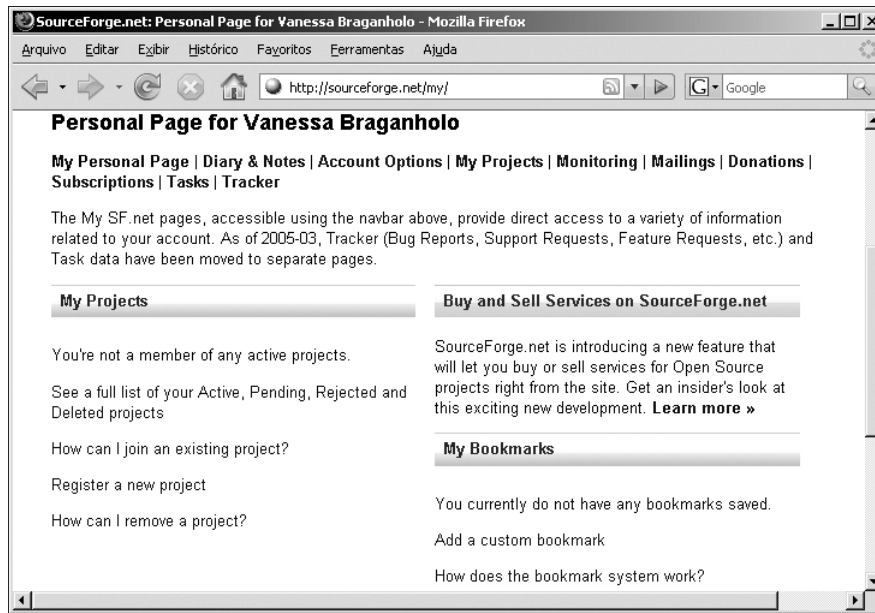 SourceForge.net: Personal Page for Vanessa Braganholo - Mozilla Firefox
Arquivo Editar Exibir Histórico Favoritos Ferramentas Ajuda
http://sourceforge.net/my/
G Google
Personal Page for Vanessa Braganholo
My Personal Page | Diary & Notes | Account Options | My Projects | Monitoring | Mailings | Donations |
Subscriptions | Tasks | Tracker
The My SF.net pages, accessible using the navbar above, provide direct access to a variety of information
related to your account. As of 2005-03, Tracker (Bug Reports, Support Requests, Feature Requests, etc.) and
Task data have been moved to separate pages.
My Projects
You're not a member of any active projects.
See a full list of your Active, Pending, Rejected and
Deleted projects
How can I join an existing project?
Register a new project
How can I remove a project?
Buy and Sell Services on SourceForge.net
SourceForge.net is introducing a new feature that
will let you buy or sell services for Open Source
projects right from the site. Get an insider's look at
this exciting new development. Learn more »
My Bookmarks
You currently do not have any bookmarks saved.
Add a custom bookmark
How does the bookmark system work?